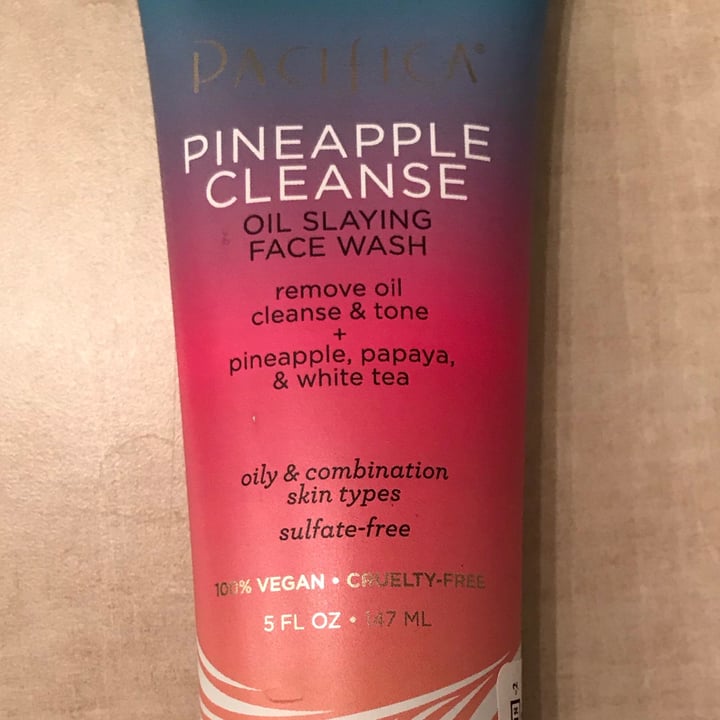 PACIFICA®
PINEAPPLE
CLEANSE
OIL SLAYING
FACE WASH
remove oil
cleanse & tone
+
pineapple, papaya,
& white tea
oily & combination
skin types
sulfate-free
100% VEGAN • CRUELTY-FREE
5 FL OZ • 147 ML